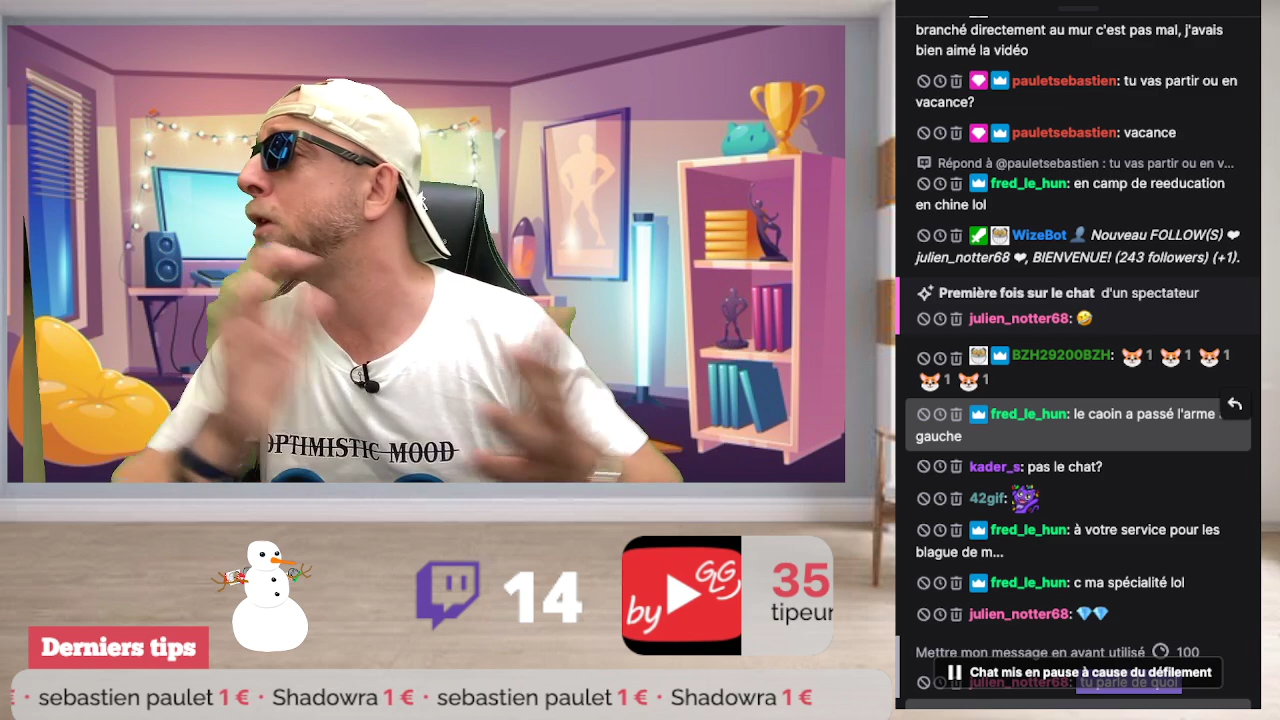 branché directement au mur c'est pas mal, j'avais
bien aimé la vidéo
pauletsebastien: tu vas partir ou en
vacance?
pauletsebastien: vacance
Répond à @pauletsebastien : tu vas partir ou en v...
fred_le_hun: en camp de reeducation
en chine lol
WizeBot 👤 Nouveau FOLLOW(S) ❤
julien_notter68 ❤, BIENVENUE! (243 followers) (+1).
Première fois sur le chat d'un spectateur
julien_notter68: 🤣
BZH29200BZH: 1 1 1
1 1
fred_le_hun: le caoin a passé l'arme
gauche
kader_s: pas le chat?
42gif:
fred_le_hun: à votre service pour les
blague de m...
fred_le_hun: c ma spécialité lol
julien_notter68: 💎💎
Mettre mon message en avant utilisé 100
Chat mis en pause à cause du défilement
julien_notter68: tu parle de quoi
OPTIMISTIC MOOD
14
by GG
35
tipeur
Derniers tips
€ · sebastien paulet 1 € · Shadowra 1 € · sebastien paulet 1 € · Shadowra 1 €